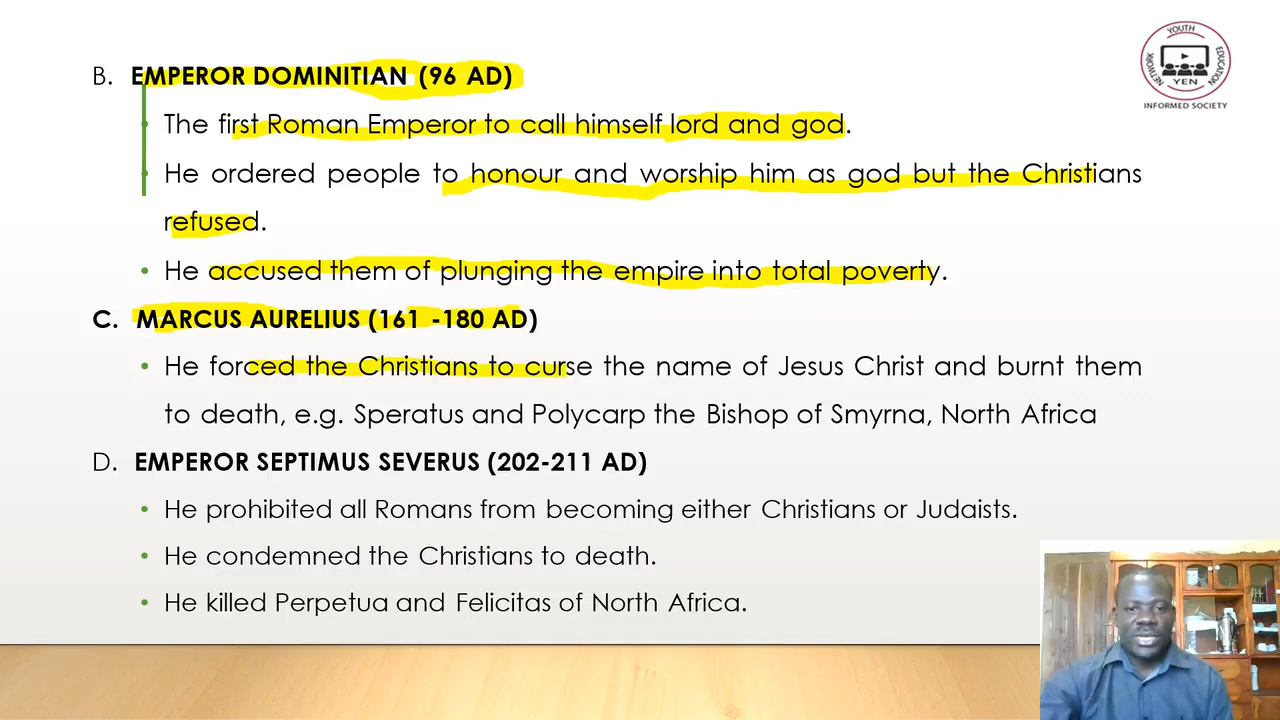 B. EMPEROR DOMINITIAN (96 AD)
• The first Roman Emperor to call himself lord and god.
• He ordered people to honour and worship him as god but the Christians
refused.
• He accused them of plunging the empire into total poverty.
C. MARCUS AURELIUS (161 -180 AD)
• He forced the Christians to curse the name of Jesus Christ and burnt them
to death, e.g. Speratus and Polycarp the Bishop of Smyrna, North Africa
D. EMPEROR SEPTIMUS SEVERUS (202-211 AD)
• He prohibited all Romans from becoming either Christians or Judaists.
• He condemned the Christians to death.
• He killed Perpetua and Felicitas of North Africa.
YOUTH
EDUCATION
NETWORK
YEN
INFORMED SOCIETY